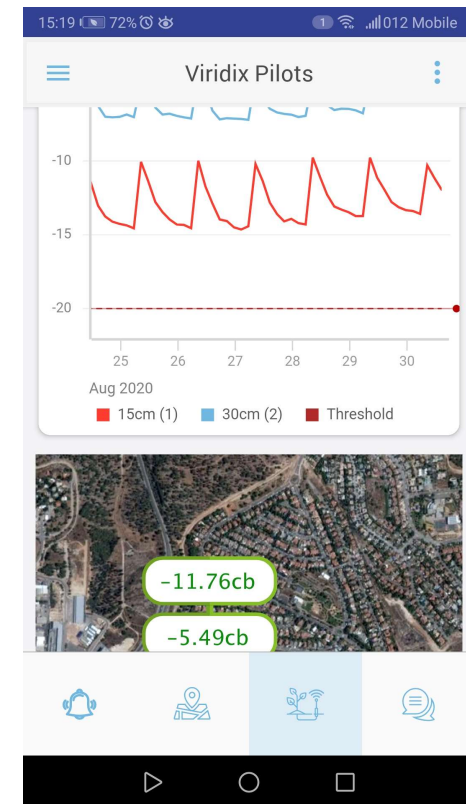 15:19 72% 1 012 Mobile
Viridix Pilots
-10
-15
-20
25 26 27 28 29 30
Aug 2020
15cm (1) 30cm (2) Threshold
-11.76cb
-5.49cb